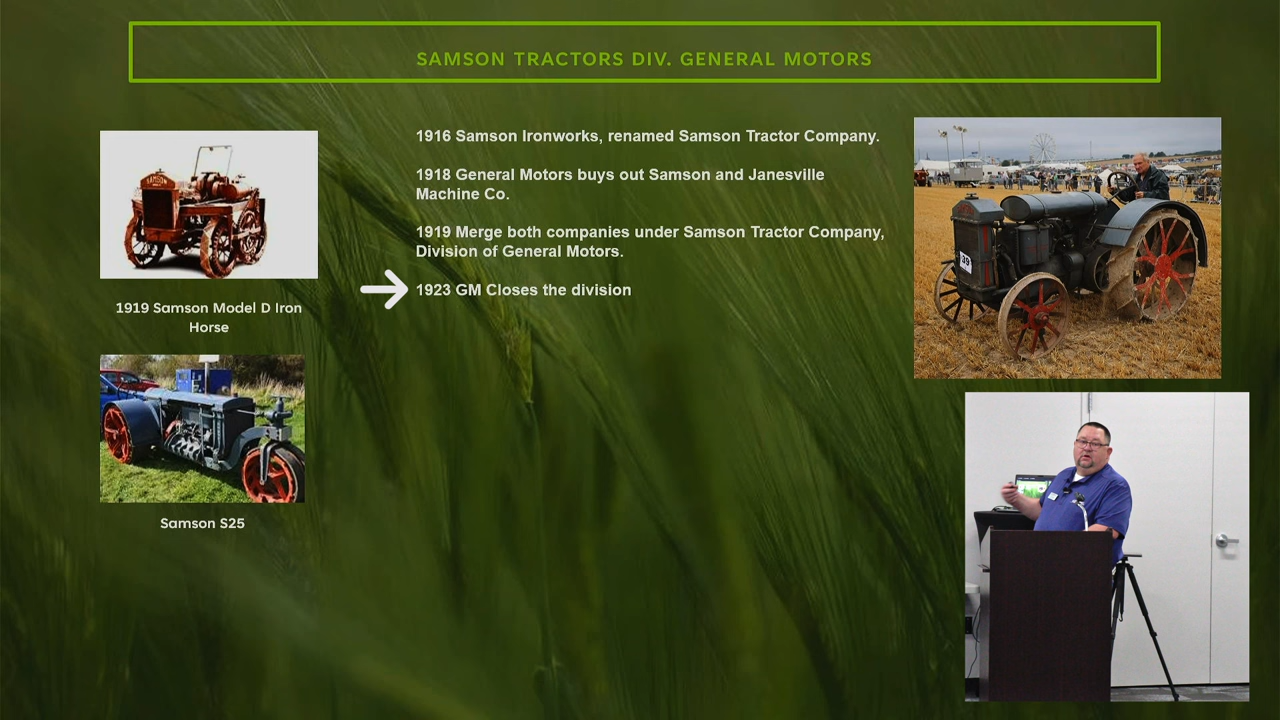 SAMSON TRACTORS DIV. GENERAL MOTORS
1916 Samson Ironworks, renamed Samson Tractor Company.
1918 General Motors buys out Samson and Janesville
Machine Co.
1919 Merge both companies under Samson Tractor Company,
Division of General Motors.
1923 GM Closes the division
SAMSON
1919 Samson Model D Iron
Horse
Samson S25
39